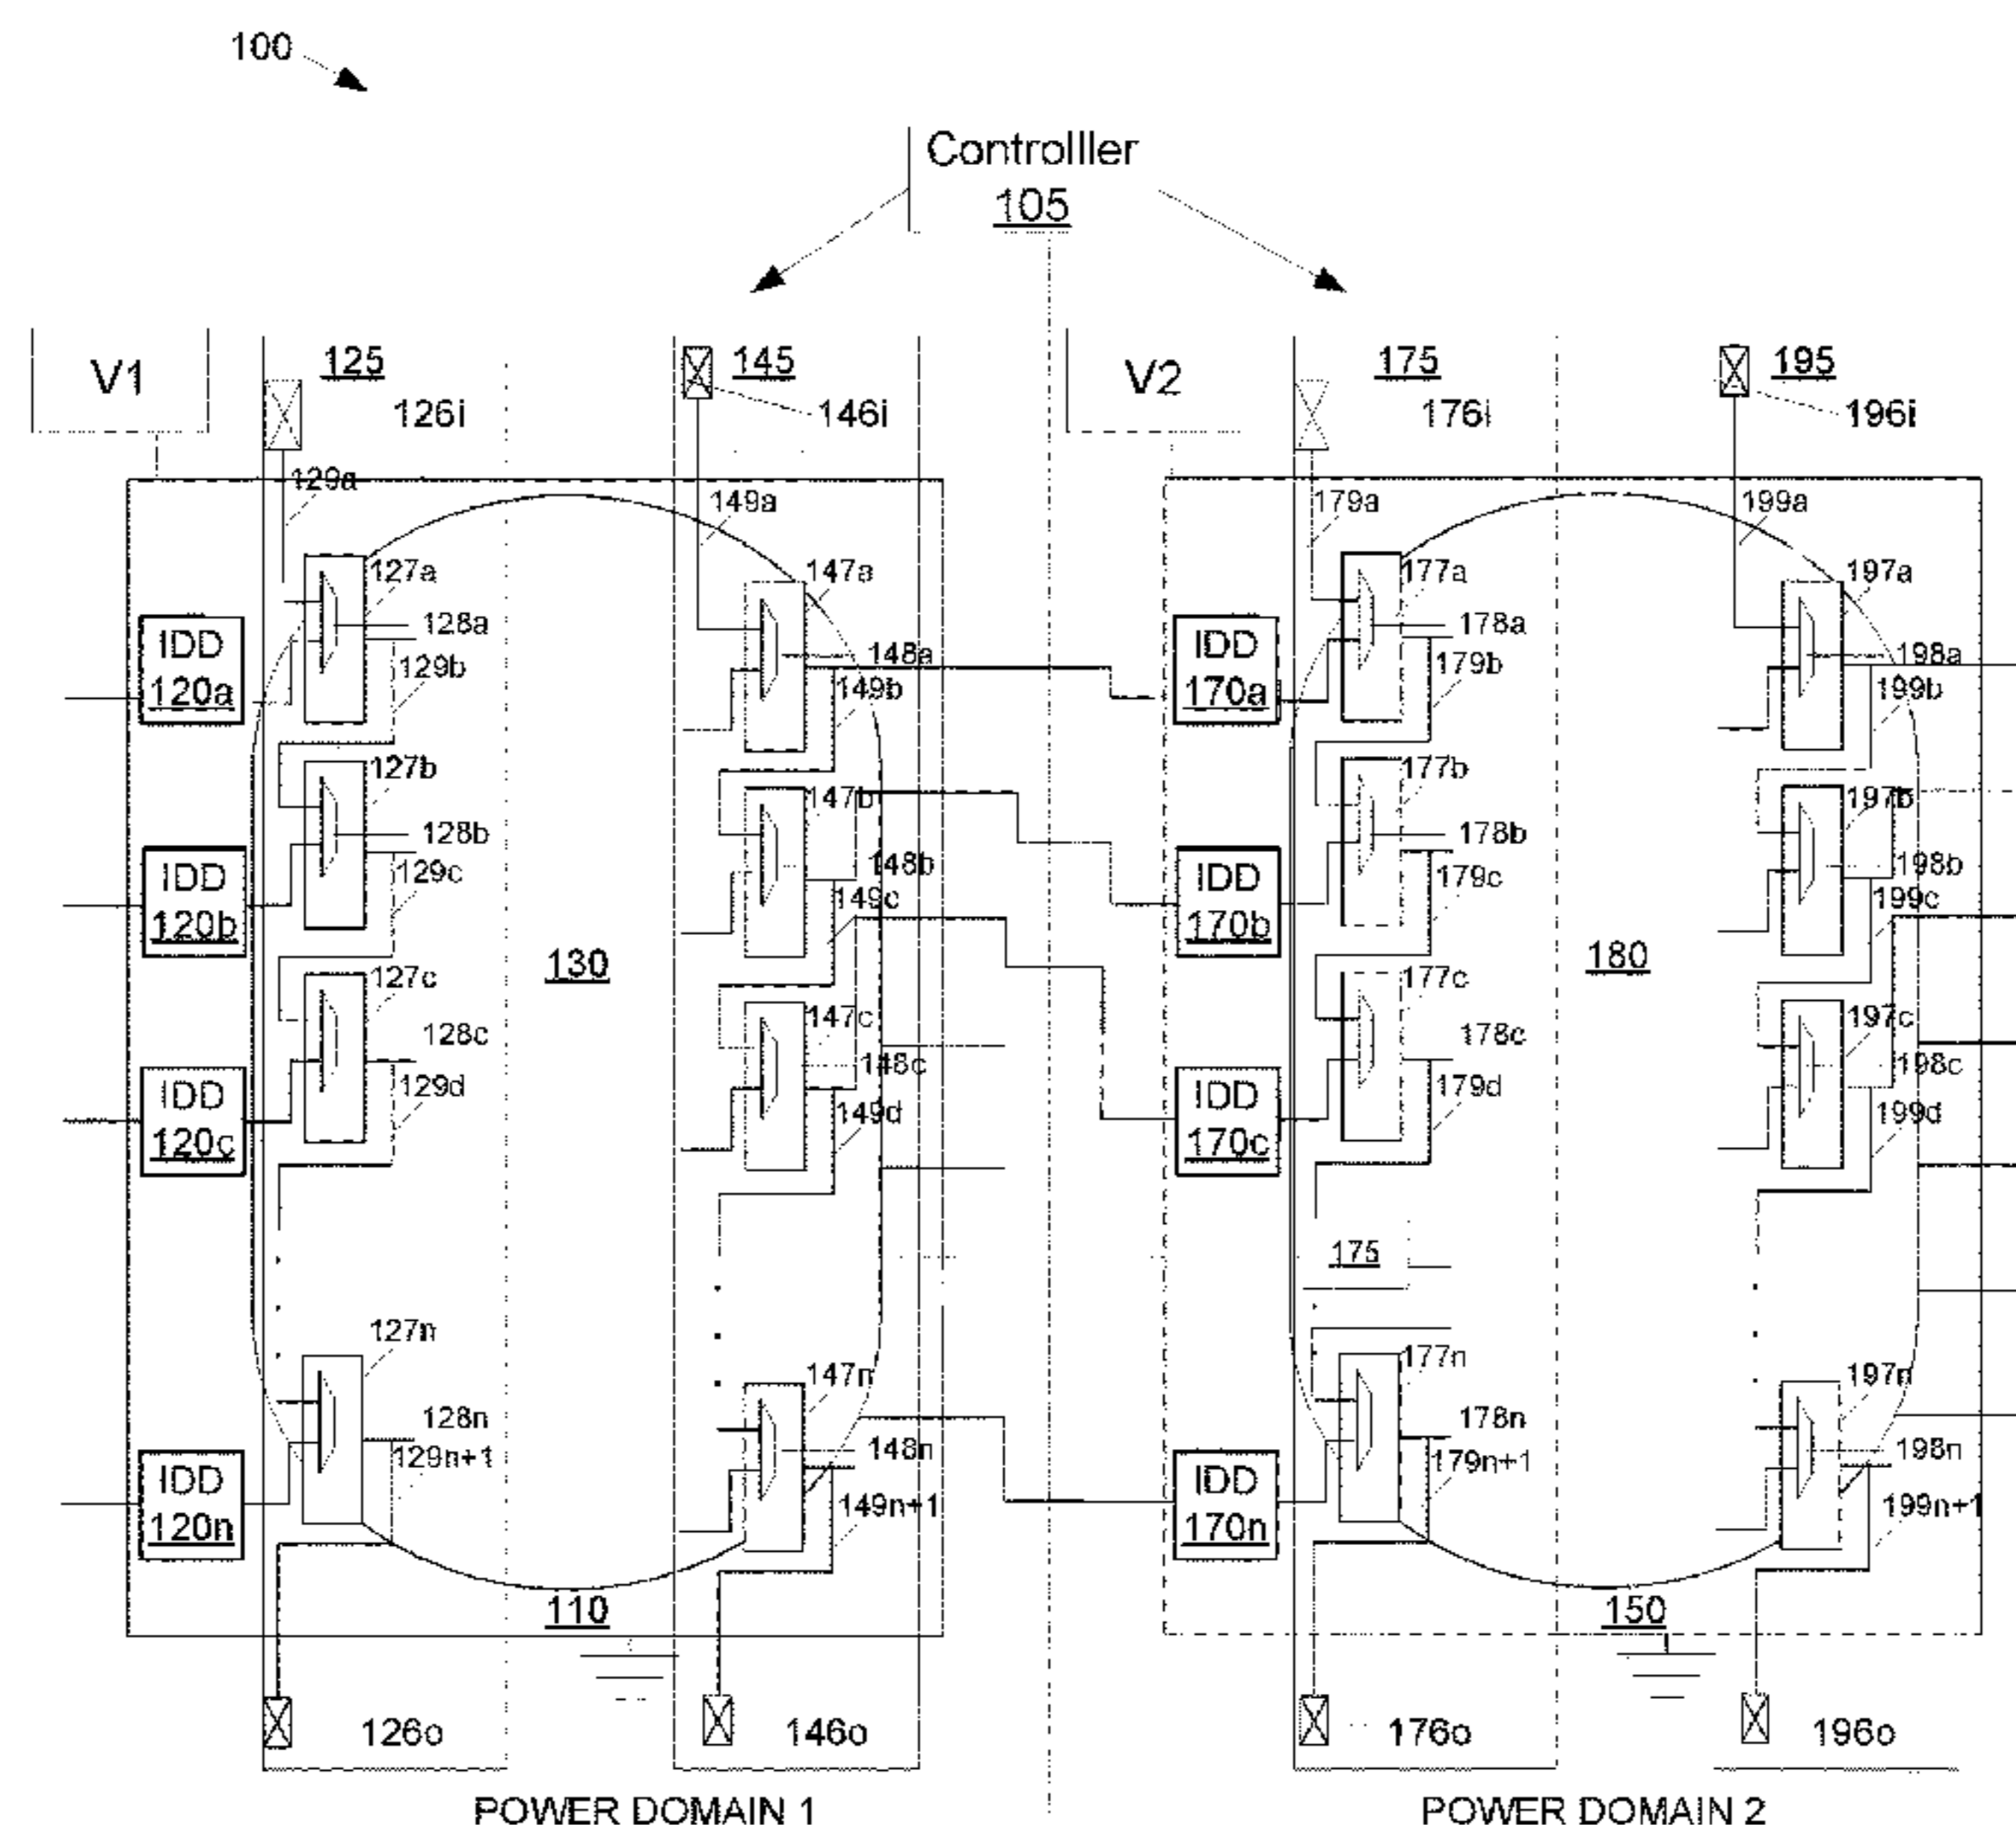 100
Controlller
105
V1
125
126i
145
146i
V2
175
176i
195
196i
129a
149a
179a
199a
127a
128a
129b
147a
148a
149b
177a
178a
179b
197a
198a
199b
IDD
120a
IDD
170a
127b
128b
129c
147b
148b
149c
177b
178b
179c
197b
198b
199c
IDD
120b
IDD
170b
130
180
127c
128c
129d
147c
148c
149d
177c
178c
179d
197c
198c
199d
IDD
120c
IDD
170c
175
127n
128n
129n+1
147n
148n
149n+1
177n
178n
179n+1
197n
198n
199n+1
IDD
120n
IDD
170n
110
150
126o
146o
176o
196o
POWER DOMAIN 1
POWER DOMAIN 2